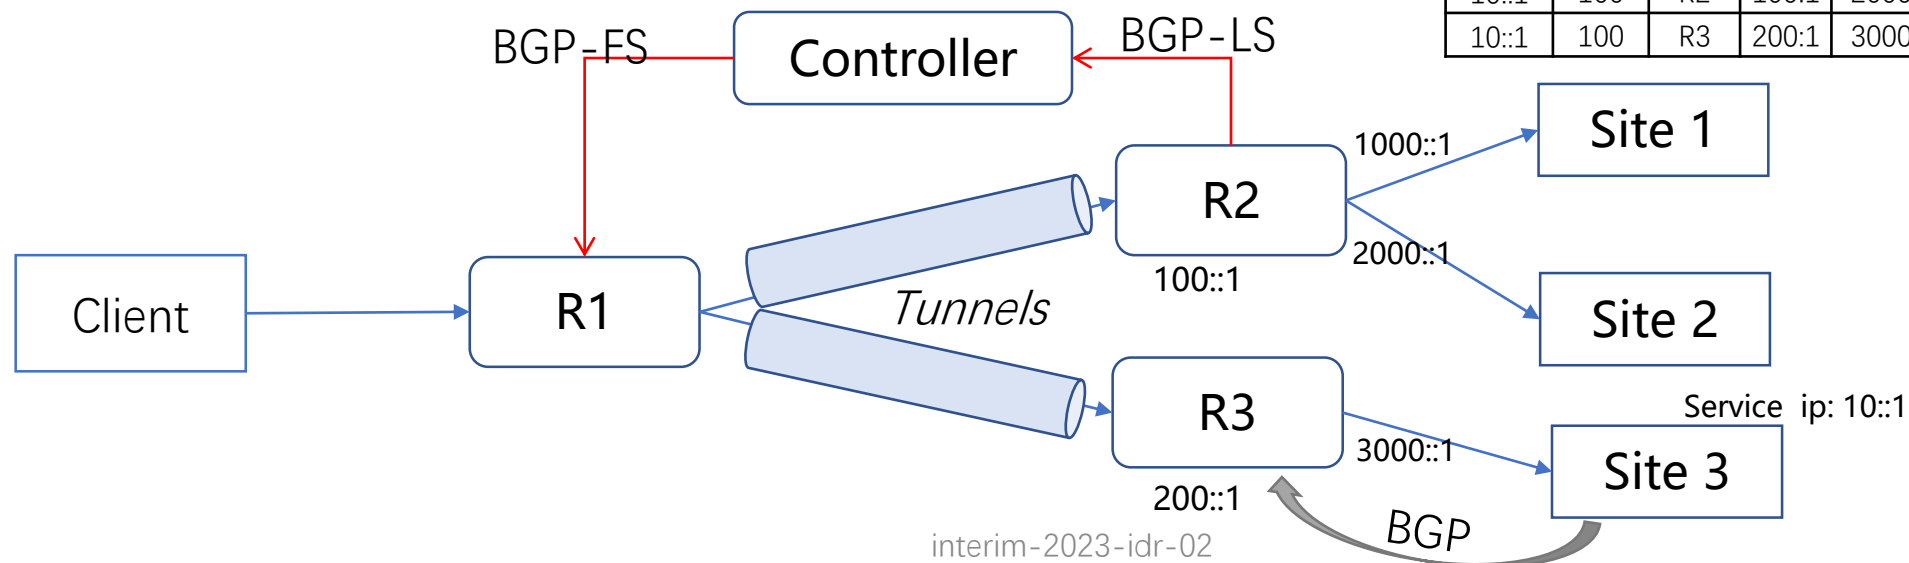 BGP-FS
Controller
BGP-LS
10::1 100 R3 200:1 3000
Site 1
1000::1
R2
2000::1
100::1
Client
R1
Tunnels
Site 2
R3
Service ip: 10::1
3000::1
Site 3
200::1
BGP
interim-2023-idr-02